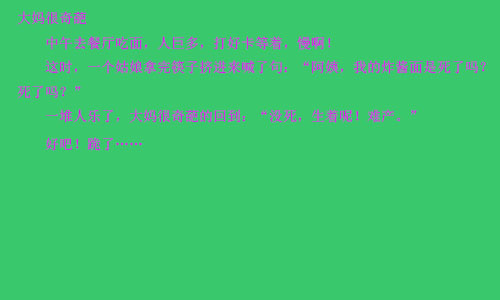 大妈很奇葩
中午去餐厅吃面，人巨多，打好卡等着，慢啊！
这时，一个姑娘拿完筷子挤进来喊了句：“阿姨，我的炸酱面是死了吗？
死了吗？”
一堆人乐了，大妈很奇葩的回到：“没死，生着呢！难产。”
好吧！跪了……